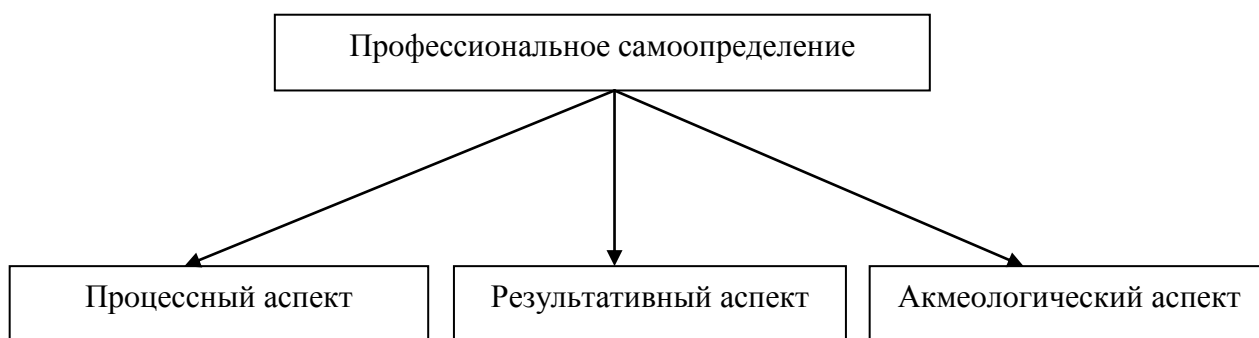 Профессиональное самоопределение
Процессный аспект
Результативный аспект
Акмеологический аспект